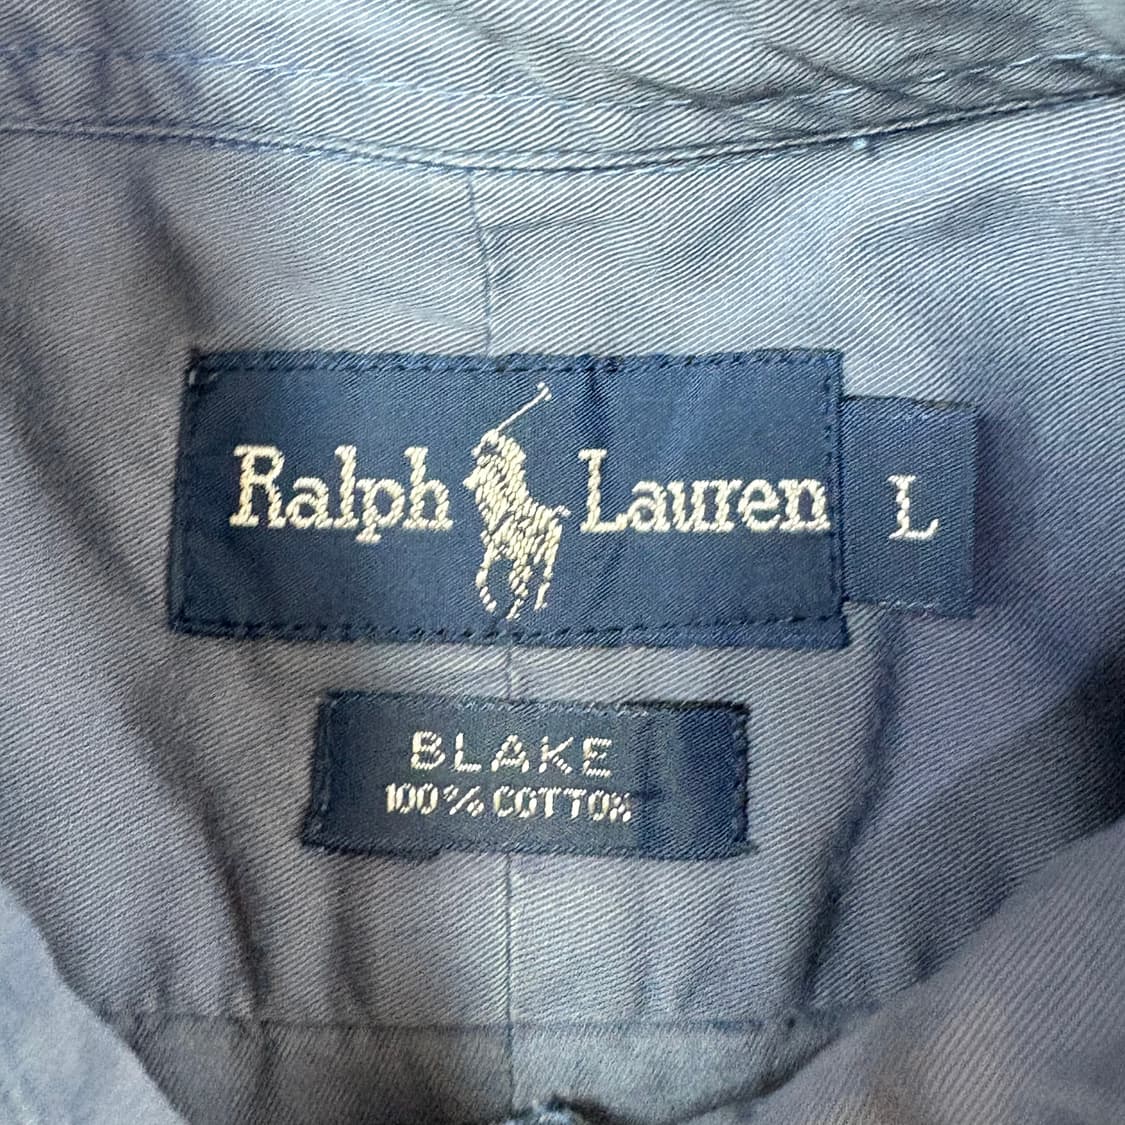 Ralph Lauren
L
BLAKE
100% COTTON